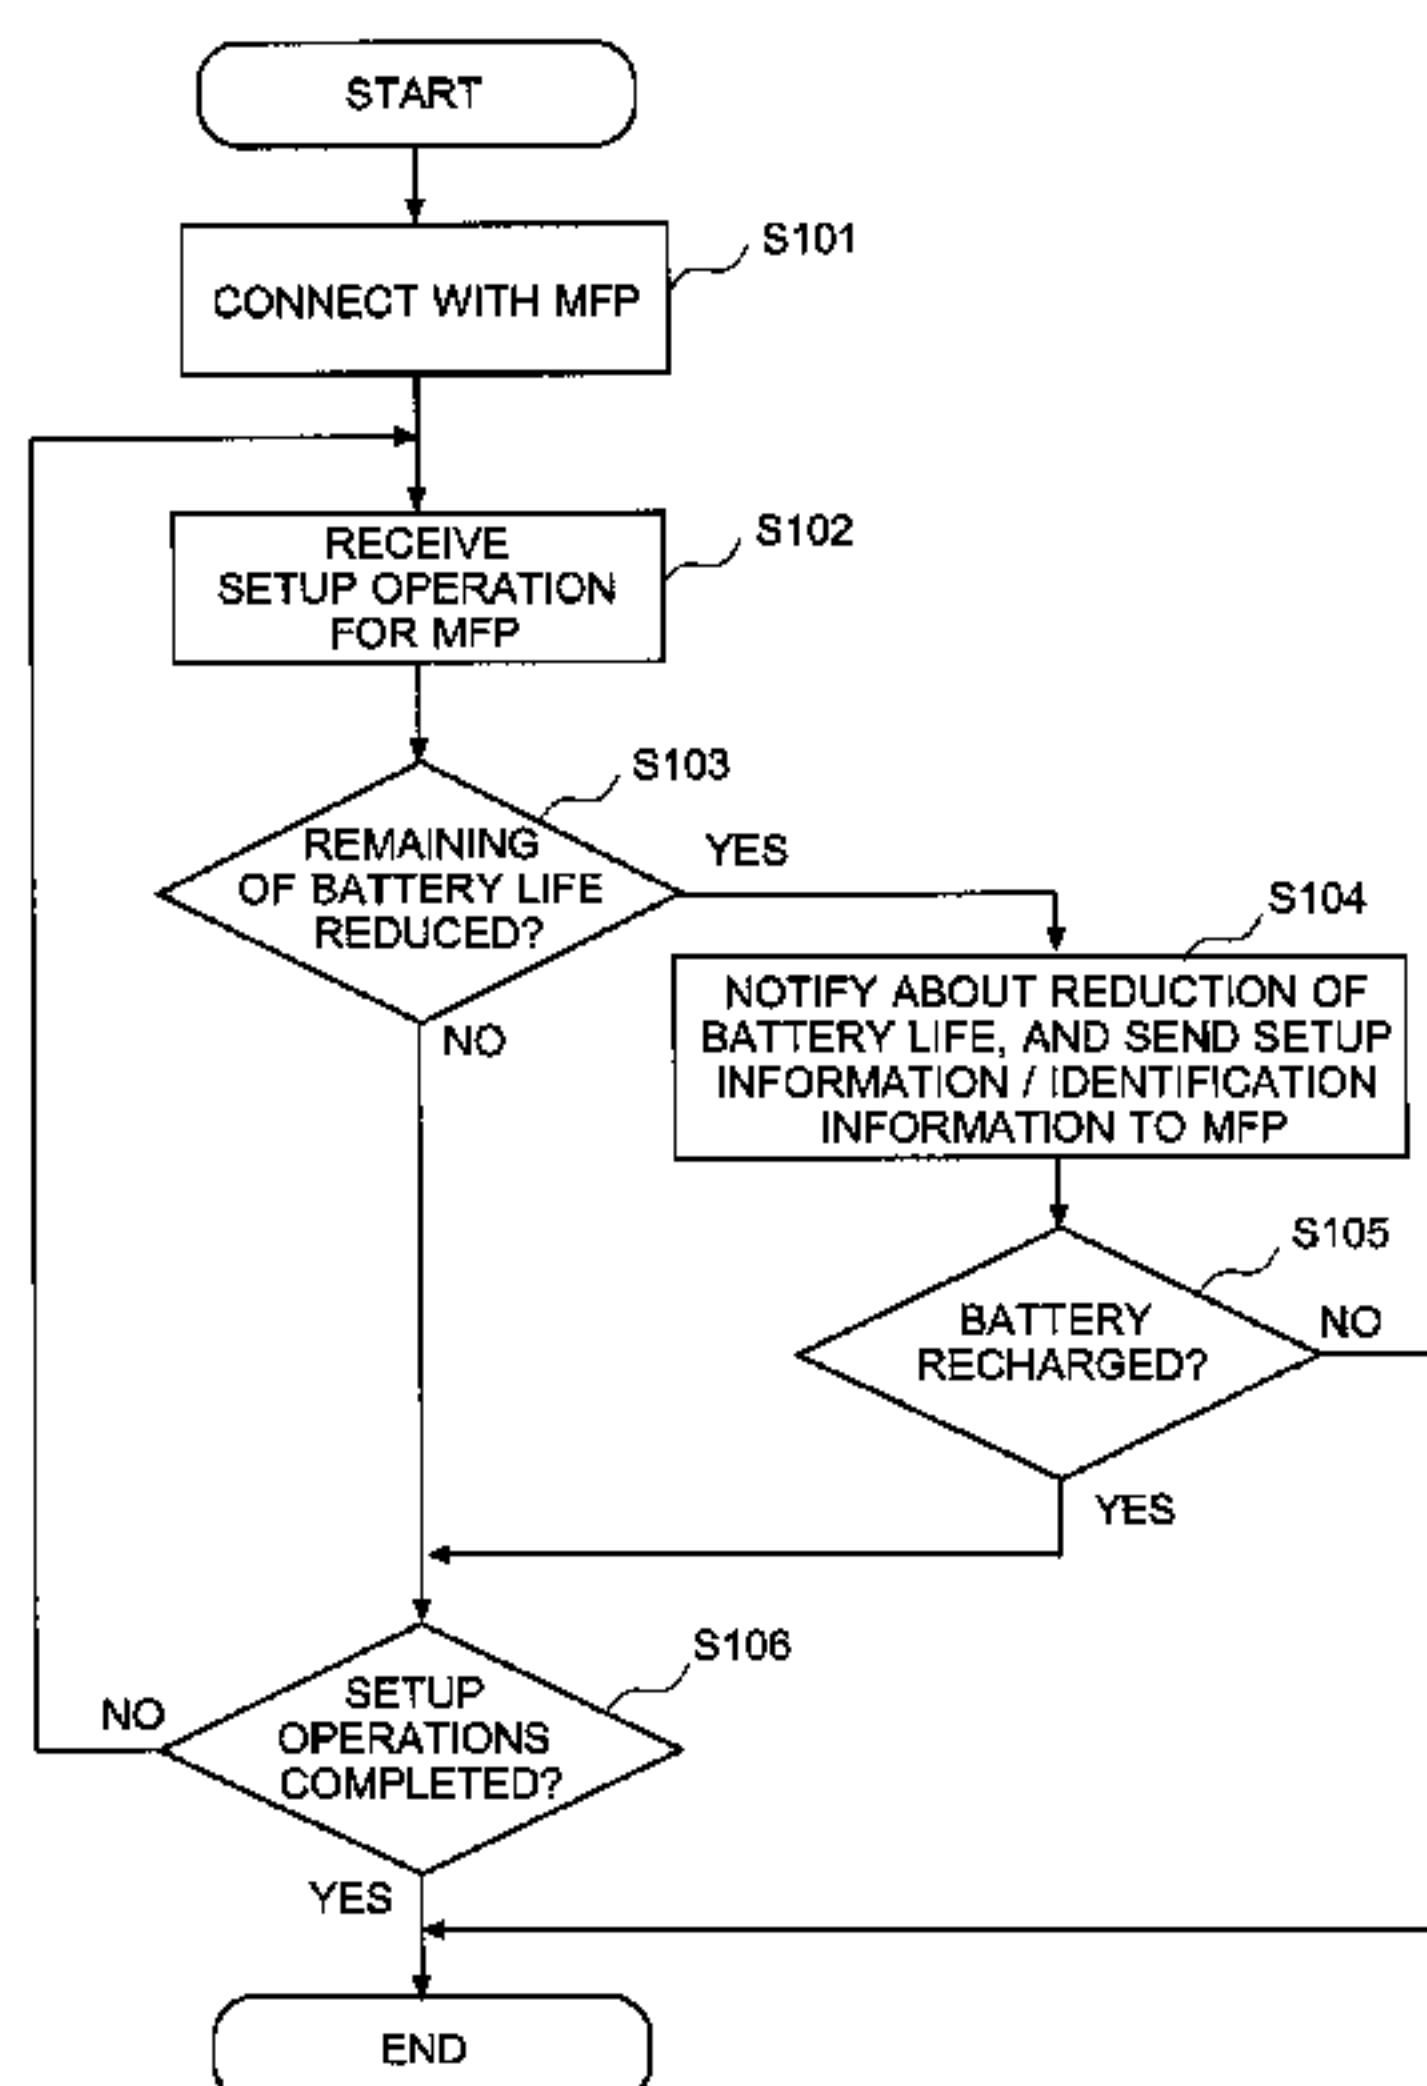 START
S101
CONNECT WITH MFP
S102
RECEIVE
SETUP OPERATION
FOR MFP
S103
REMAINING
OF BATTERY LIFE
REDUCED?
YES
NO
S104
NOTIFY ABOUT REDUCTION OF
BATTERY LIFE, AND SEND SETUP
INFORMATION / IDENTIFICATION
INFORMATION TO MFP
S105
BATTERY
RECHARGED?
NO
YES
S106
SETUP
OPERATIONS
COMPLETED?
NO
YES
END